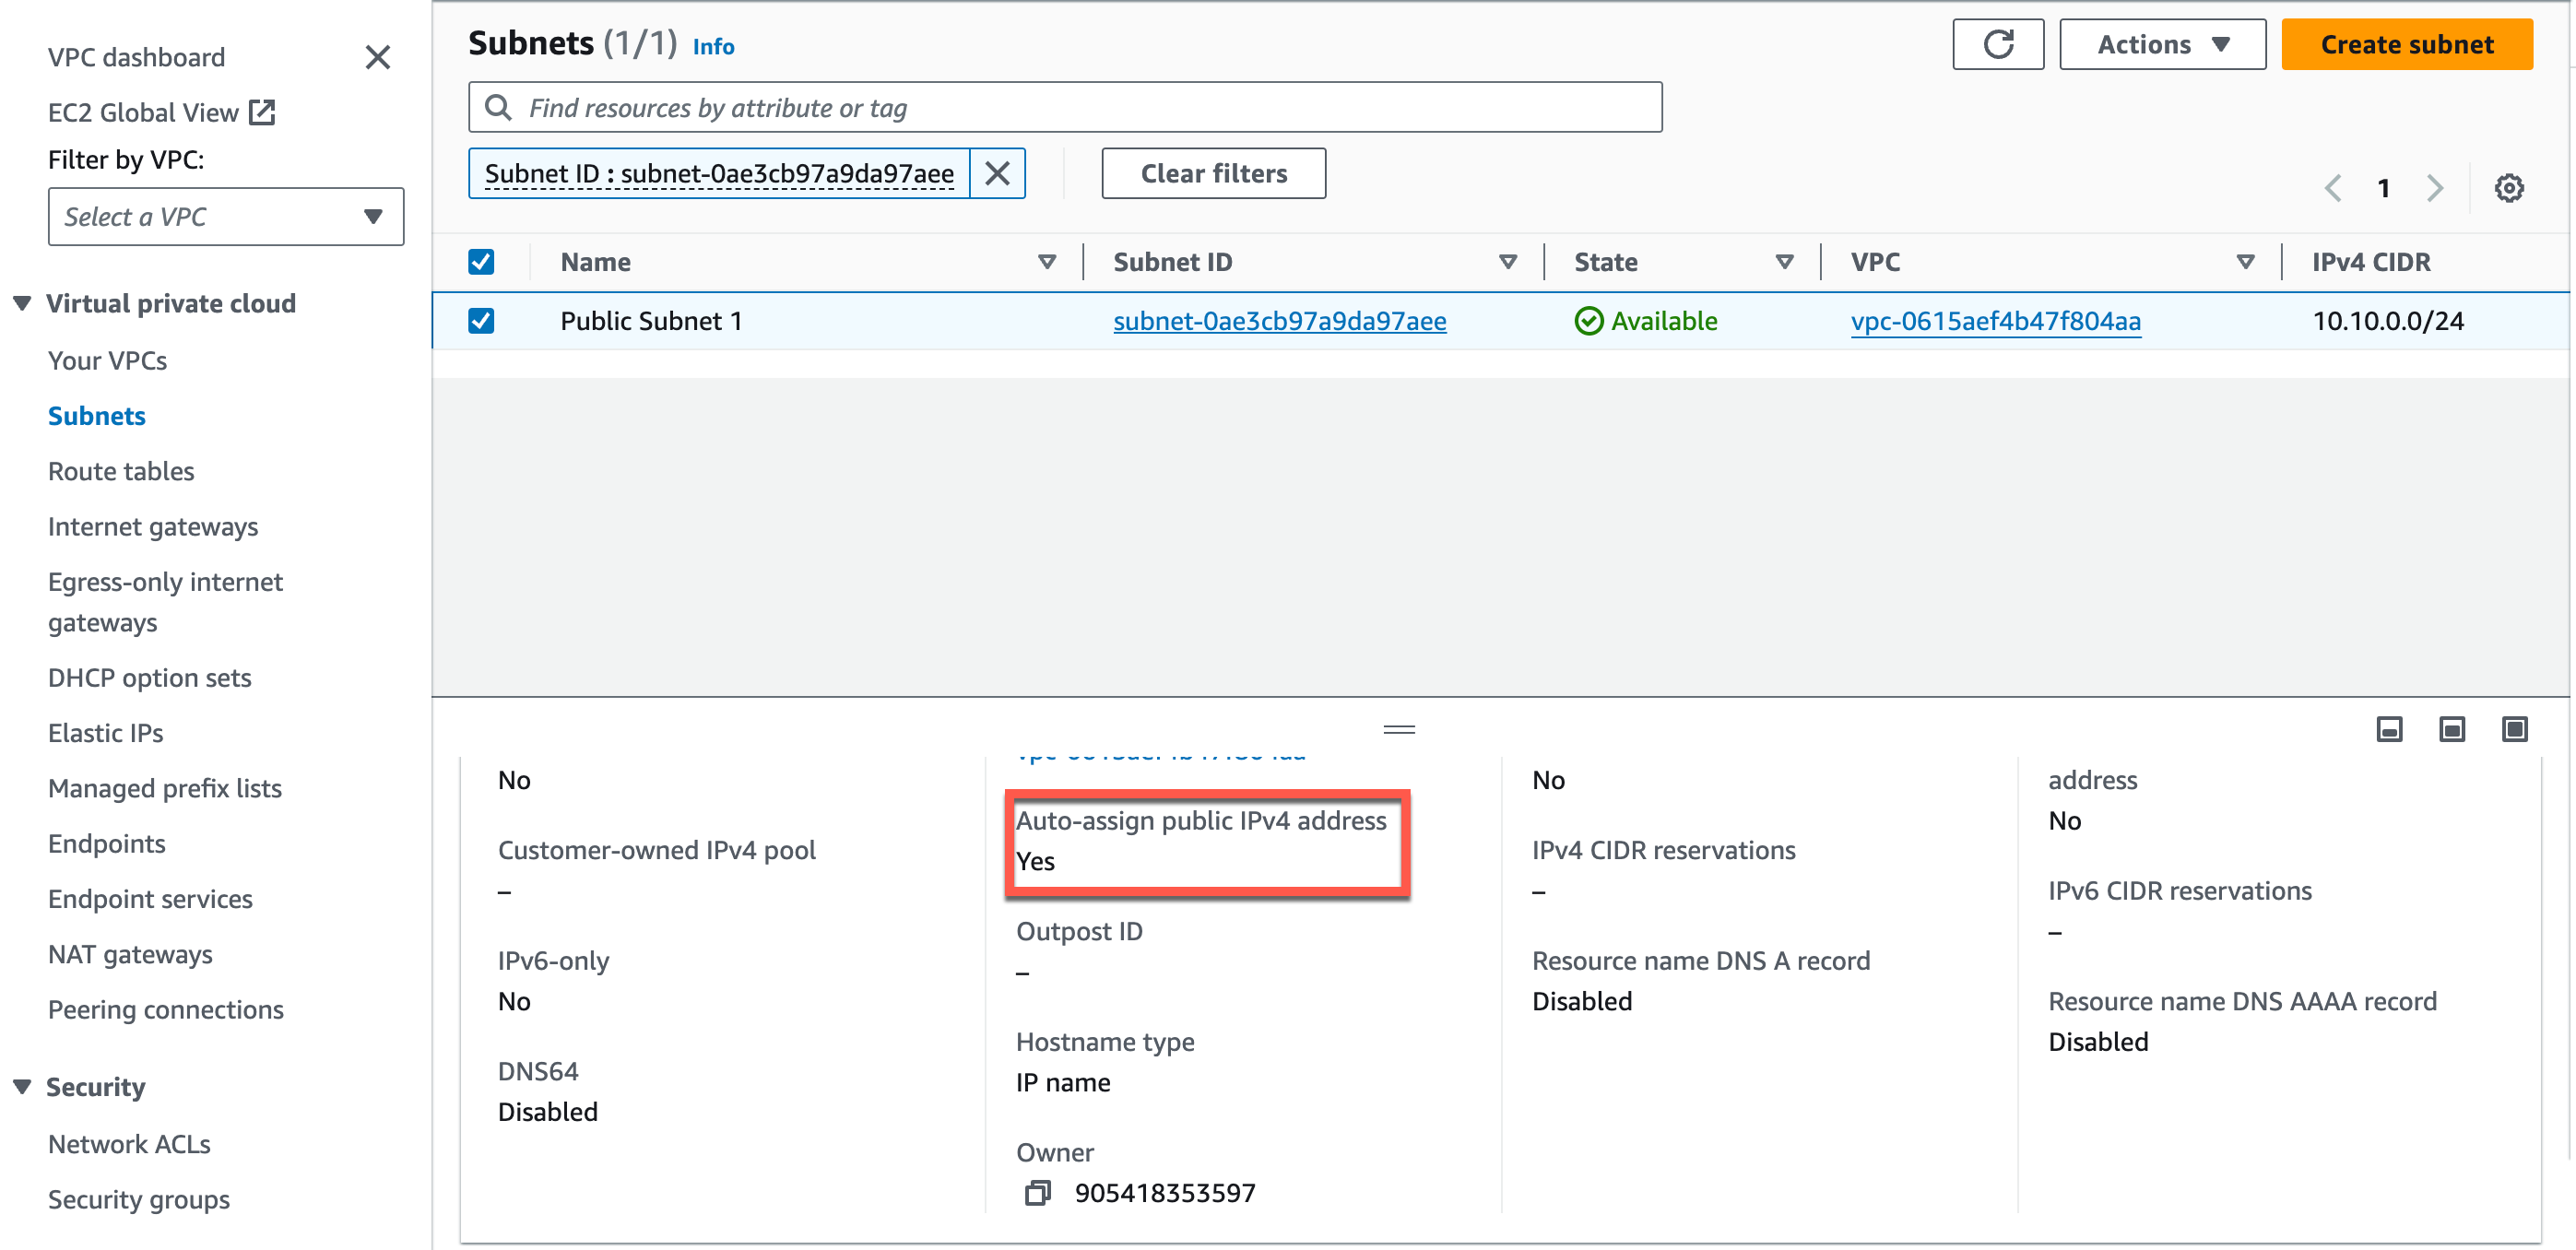 VPC dashboard
EC2 Global View
Filter by VPC:
Select a VPC
Virtual private cloud
Your VPCs
Subnets
Route tables
Internet gateways
Egress-only internet
gateways
DHCP option sets
Elastic IPs
Managed prefix lists
Endpoints
Endpoint services
NAT gateways
Peering connections
Security
Network ACLs
Security groups
Subnets (1/1) Info
Actions
Create subnet
Find resources by attribute or tag
Subnet ID : subnet-0ae3cb97a9da97aee
Clear filters
1
Name Subnet ID State VPC IPv4 CIDR
Public Subnet 1 subnet-0ae3cb97a9da97aee Available vpc-0615aef4b47f804aa 10.10.0.0/24
No
Customer-owned IPv4 pool
–
IPv6-only
No
DNS64
Disabled
vpc-0615aef4b47f804aa
Auto-assign public IPv4 address
Yes
Outpost ID
–
Hostname type
IP name
Owner
905418353597
No
IPv4 CIDR reservations
–
Resource name DNS A record
Disabled
address
No
IPv6 CIDR reservations
–
Resource name DNS AAAA record
Disabled